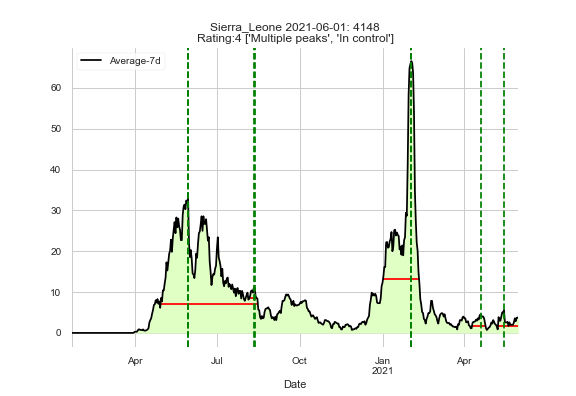 Sierra_Leone 2021-06-01: 4148
Rating:4 ['Multiple peaks', 'In control']
Average-7d
60
50
40
30
20
10
0
Apr
Jul
Oct
Jan
2021
Apr
Date